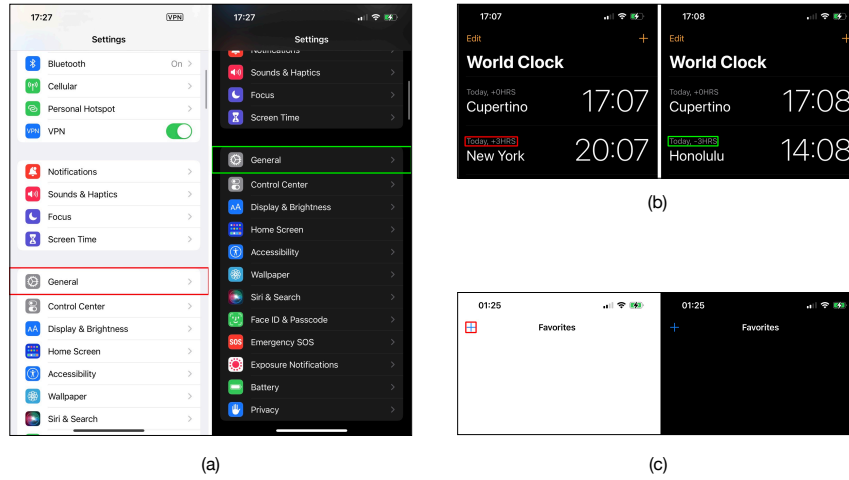 17:27 VPN
Settings
Bluetooth On
Cellular
Personal Hotspot
VPN VPN
Notifications
Sounds & Haptics
Focus
Screen Time
General
Control Center
AA Display & Brightness
Home Screen
Accessibility
Wallpaper
Siri & Search
17:27
Settings
Notifications
Sounds & Haptics
Focus
Screen Time
General
Control Center
AA Display & Brightness
Home Screen
Accessibility
Wallpaper
Siri & Search
Face ID & Passcode
SOS Emergency SOS
Exposure Notifications
Battery
Privacy
(a)
17:07
Edit +
World Clock
Today, +0HRS
Cupertino 17:07
Today, +3HRS
New York 20:07
17:08
Edit +
World Clock
Today, +0HRS
Cupertino 17:08
Today, -3HRS
Honolulu 14:08
(b)
01:25
+ Favorites
01:25
+ Favorites
(c)